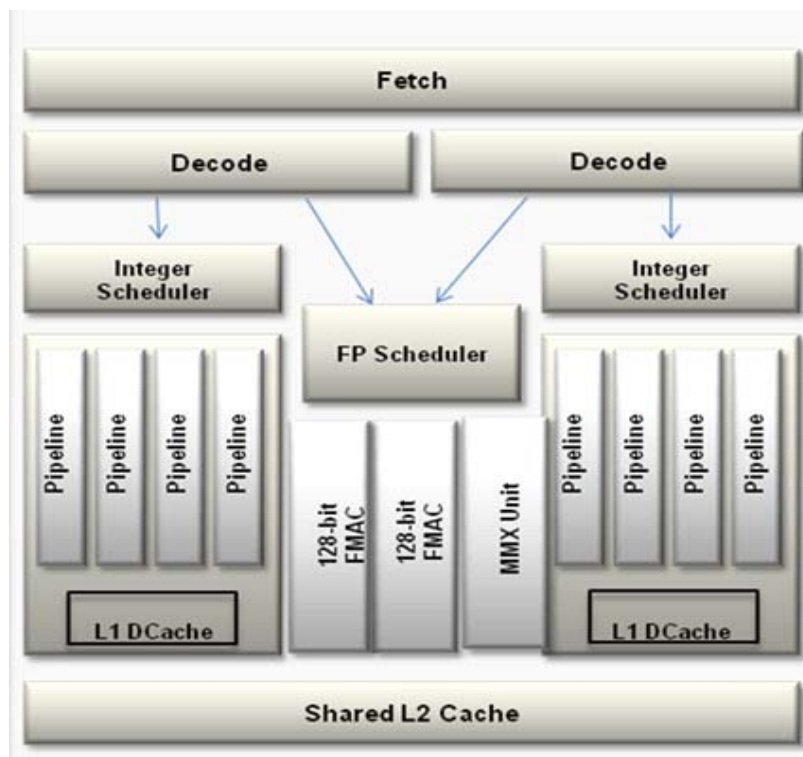 Fetch
Decode
Decode
Integer
Scheduler
Integer
Scheduler
FP Scheduler
Pipeline
Pipeline
Pipeline
Pipeline
128-bit
FMAC
128-bit
FMAC
MMX Unit
Pipeline
Pipeline
Pipeline
Pipeline
L1 DCache
L1 DCache
Shared L2 Cache